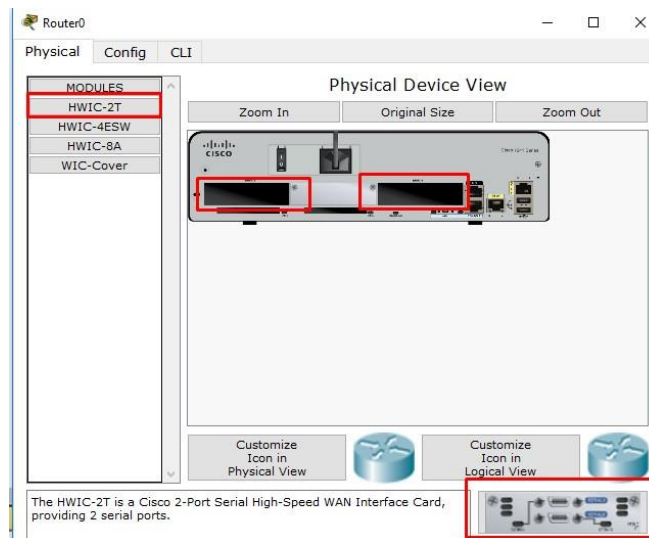 Router0
Physical Config CLI
MODULES
HWIC-2T
HWIC-4ESW
HWIC-8A
WIC-Cover
Physical Device View
Zoom In Original Size Zoom Out
CISCO
Customize
Icon in
Physical View
Customize
Icon in
Logical View
The HWIC-2T is a Cisco 2-Port Serial High-Speed WAN Interface Card,
providing 2 serial ports.